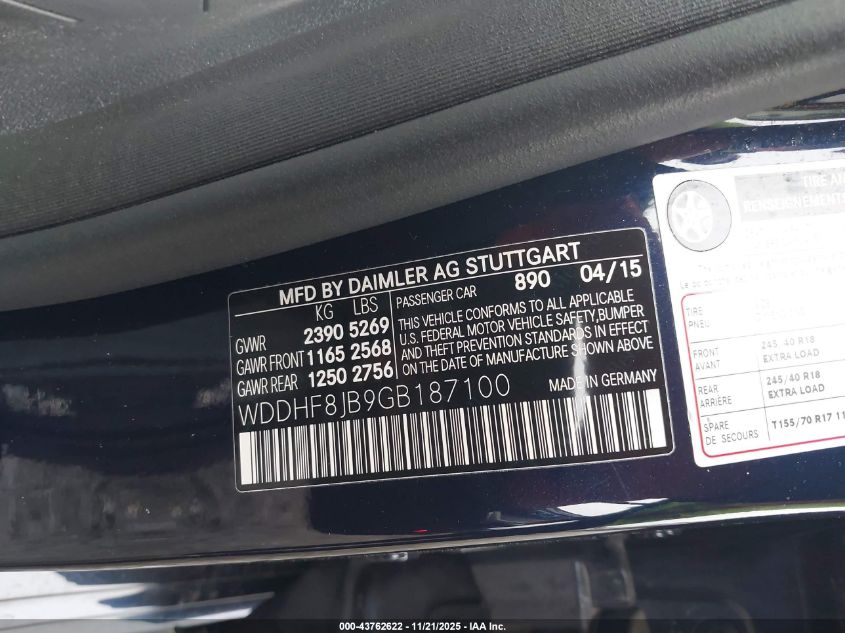 MFD BY DAIMLER AG STUTTGART
KG LBS
PASSENGER CAR 890 04/15
GVWR 2390 5269
GAWR FRONT 1165 2568
GAWR REAR 1250 2756
THIS VEHICLE CONFORMS TO ALL APPLICABLE
U.S. FEDERAL MOTOR VEHICLE SAFETY,BUMPER
AND THEFT PREVENTION STANDARDS IN EFFECT
ON THE DATE OF MANUFACTURE SHOWN ABOVE
WDDHF8JB9GB187100
MADE IN GERMANY
TIRE
RENSEIGNEMENTS
TIRE
PNEU
FRONT
AVANT
245/40 R18
EXTRA LOAD
REAR
ARRIÈRE
245/40 R18
EXTRA LOAD
SPARE
DE SECOURS
T155/70 R17 11
000-43762622 - 11/21/2025 - IAA Inc.